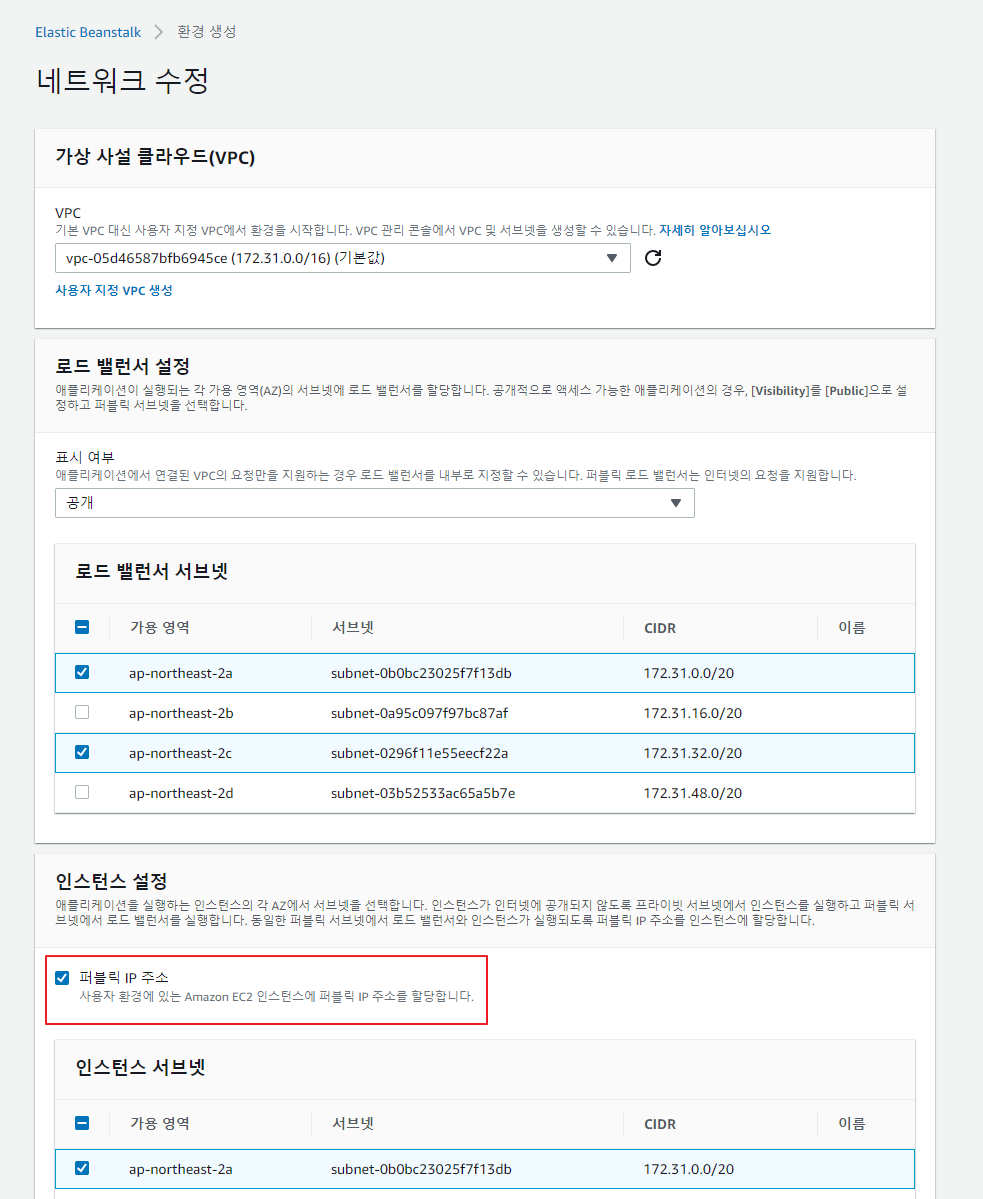 Elastic Beanstalk > 환경 생성
네트워크 수정
가상 사설 클라우드(VPC)
VPC
기본 VPC 대신 사용자 지정 VPC에서 환경을 시작합니다. VPC 관리 콘솔에서 VPC 및 서브넷을 생성할 수 있습니다. 자세히 알아보십시오
vpc-05d46587bfb6945ce (172.31.0.0/16) (기본값)
사용자 지정 VPC 생성
로드 밸런서 설정
애플리케이션이 실행되는 각 가용 영역(AZ)의 서브넷에 로드 밸런서를 할당합니다. 공개적으로 액세스 가능한 애플리케이션의 경우, [Visibility]를 [Public]으로 설
정하고 퍼블릭 서브넷을 선택합니다.
표시 여부
애플리케이션에서 연결된 VPC의 요청만을 지원하는 경우 로드 밸런서를 내부로 지정할 수 있습니다. 퍼블릭 로드 밸런서는 인터넷의 요청을 지원합니다.
공개
로드 밸런서 서브넷
가용 영역 서브넷 CIDR 이름
ap-northeast-2a subnet-0b0bc23025f7f13db 172.31.0.0/20
ap-northeast-2b subnet-0a95c097f97bc87af 172.31.16.0/20
ap-northeast-2c subnet-0296f11e55eecf22a 172.31.32.0/20
ap-northeast-2d subnet-03b52533ac65a5b7e 172.31.48.0/20
인스턴스 설정
애플리케이션을 실행하는 인스턴스의 각 AZ에서 서브넷을 선택합니다. 인스턴스가 인터넷에 공개되지 않도록 프라이빗 서브넷에서 인스턴스를 실행하고 퍼블릭 서
브넷에서 로드 밸런서를 실행합니다. 동일한 퍼블릭 서브넷에서 로드 밸런서와 인스턴스가 실행되도록 퍼블릭 IP 주소를 인스턴스에 할당합니다.
퍼블릭 IP 주소
사용자 환경에 있는 Amazon EC2 인스턴스에 퍼블릭 IP 주소를 할당합니다.
인스턴스 서브넷
가용 영역 서브넷 CIDR 이름
ap-northeast-2a subnet-0b0bc23025f7f13db 172.31.0.0/20